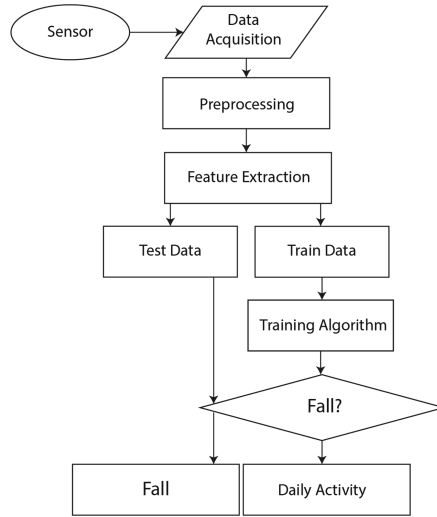 Sensor
Data
Acquisition
Preprocessing
Feature Extraction
Test Data
Train Data
Training Algorithm
Fall?
Fall
Daily Activity